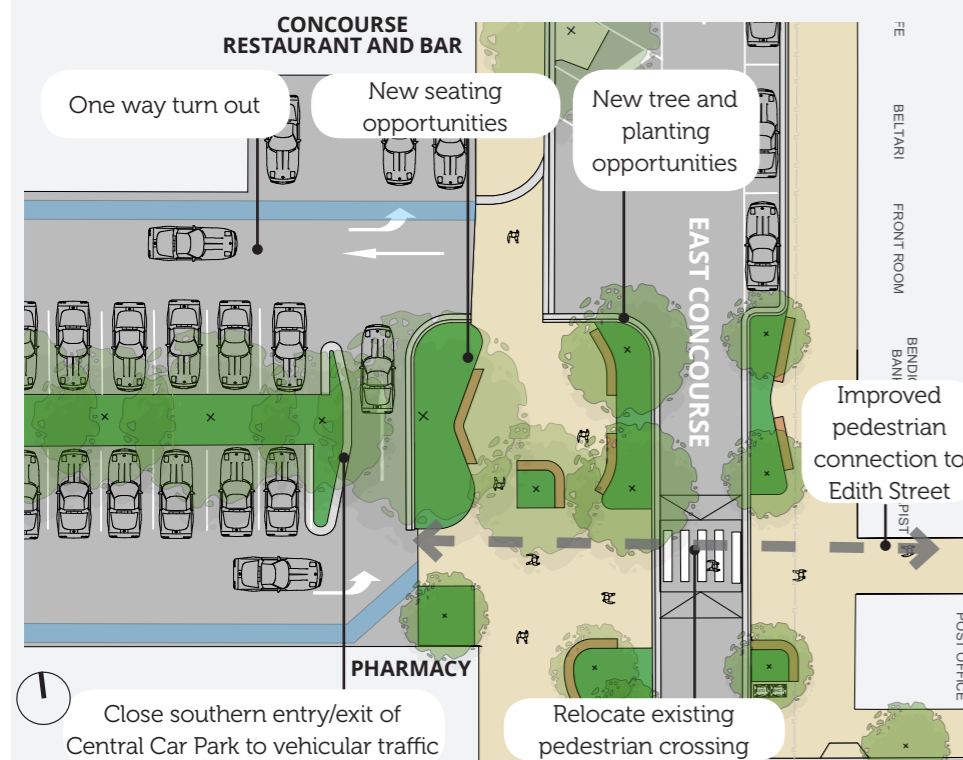 CONCOURSE
RESTAURANT AND BAR
One way turn out
New seating
opportunities
New tree and
planting
opportunities
EAST CONCOURSE
BELTARI
FRONT ROOM
Improved
pedestrian
connection to
Edith Street
POST OFFICE
PHARMACY
Close southern entry/exit of
Central Car Park to vehicular traffic
Relocate existing
pedestrian crossing